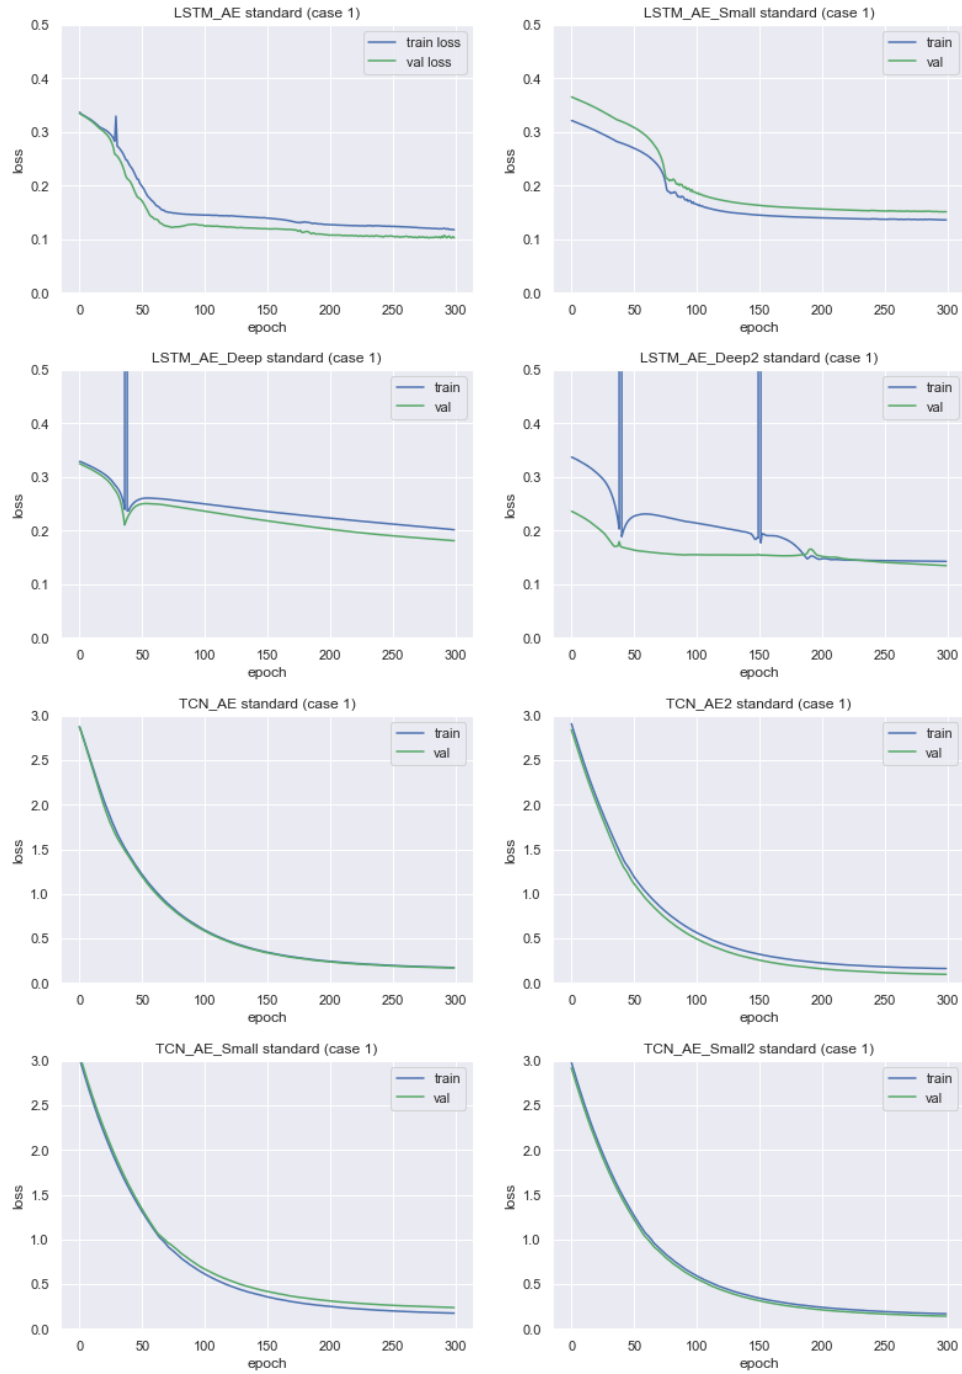 LSTM_AE standard (case 1)
0.5
0.4
0.3
0.2
0.1
0.0
loss
train loss
val loss
0 50 100 150 200 250 300
epoch
LSTM_AE_Small standard (case 1)
0.5
0.4
0.3
0.2
0.1
0.0
loss
train
val
0 50 100 150 200 250 300
epoch
LSTM_AE_Deep standard (case 1)
0.5
0.4
0.3
0.2
0.1
0.0
loss
train
val
0 50 100 150 200 250 300
epoch
LSTM_AE_Deep2 standard (case 1)
0.5
0.4
0.3
0.2
0.1
0.0
loss
train
val
0 50 100 150 200 250 300
epoch
TCN_AE standard (case 1)
3.0
2.5
2.0
1.5
1.0
0.5
0.0
loss
train
val
0 50 100 150 200 250 300
epoch
TCN_AE2 standard (case 1)
3.0
2.5
2.0
1.5
1.0
0.5
0.0
loss
train
val
0 50 100 150 200 250 300
epoch
TCN_AE_Small standard (case 1)
3.0
2.5
2.0
1.5
1.0
0.5
0.0
loss
train
val
0 50 100 150 200 250 300
epoch
TCN_AE_Small2 standard (case 1)
3.0
2.5
2.0
1.5
1.0
0.5
0.0
loss
train
val
0 50 100 150 200 250 300
epoch